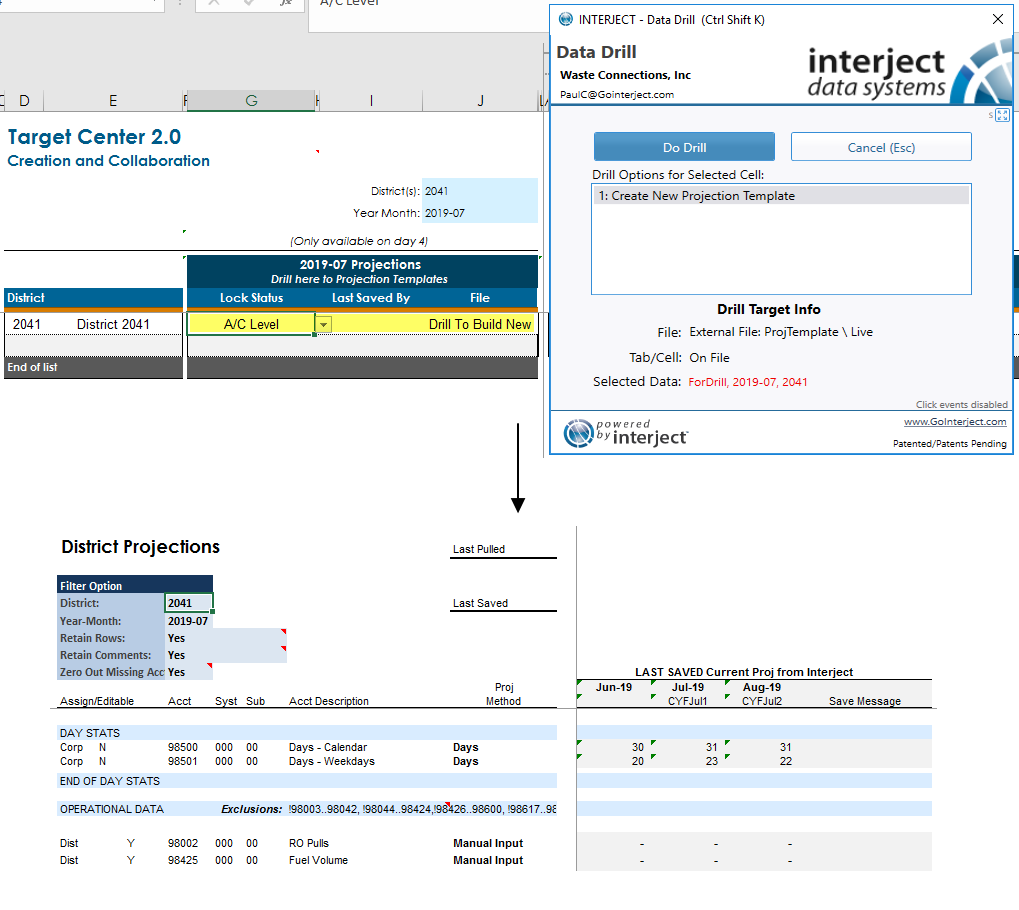 A/C Level
INTERJECT - Data Drill (Ctrl Shift K)
Data Drill
Waste Connections, Inc
PaulC@Gointerject.com
interject
data systems
D E F G H I J
Target Center 2.0
Creation and Collaboration
District(s): 2041
Year Month: 2019-07
(Only available on day 4)
2019-07 Projections
Drill here to Projection Templates
District Lock Status Last Saved By File
2041 District 2041 A/C Level Drill To Build New
End of list
Do Drill Cancel (Esc)
Drill Options for Selected Cell:
1: Create New Projection Template
Drill Target Info
File: External File: ProjTemplate \ Live
Tab/Cell: On File
Selected Data: ForDrill, 2019-07, 2041
Click events disabled
powered
by interject
www.GoInterject.com
Patented/Patents Pending
District Projections
Last Pulled
Filter Option
District: 2041
Last Saved
Year-Month: 2019-07
Retain Rows: Yes
Retain Comments: Yes
Zero Out Missing Acc Yes
LAST SAVED Current Proj from Interject
Proj Jun-19 Jul-19 Aug-19
Assign/Editable Acct Syst Sub Acct Description Method CYFJul1 CYFJul2 Save Message
DAY STATS
Corp N 98500 000 00 Days - Calendar Days 30 31 31
Corp N 98501 000 00 Days - Weekdays Days 20 23 22
END OF DAY STATS
OPERATIONAL DATA Exclusions: !98003..98042, !98044..98424,!98426..98600, !98617..98
Dist Y 98002 000 00 RO Pulls Manual Input - - -
Dist Y 98425 000 00 Fuel Volume Manual Input - - -